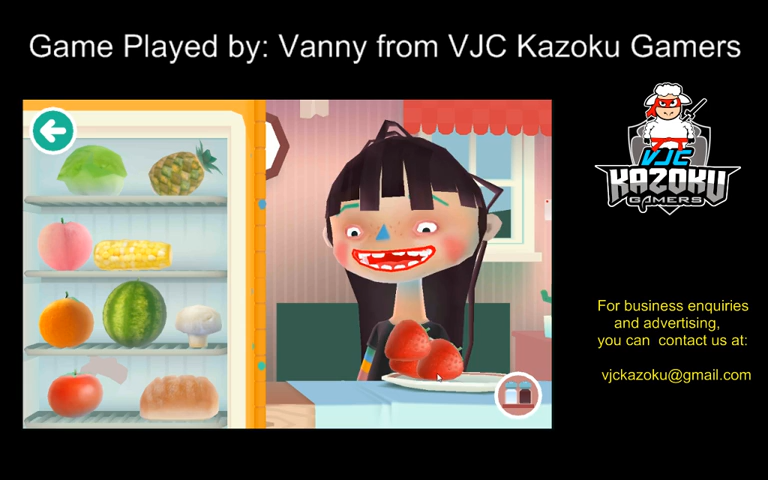 Game Played by: Vanny from VJC Kazoku Gamers
VJC
KAZOKU
GAMERS
For business enquiries
and advertising,
you can contact us at:
vjckazoku@gmail.com